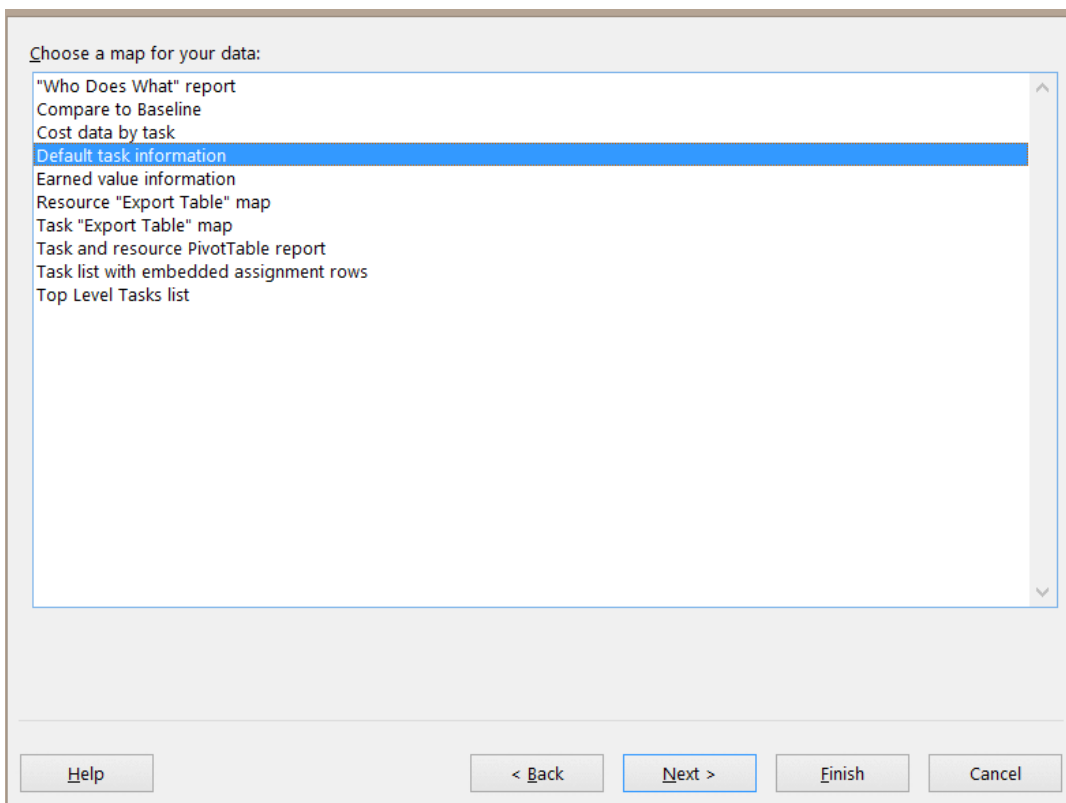 Choose a map for your data:
"Who Does What" report
Compare to Baseline
Cost data by task
Default task information
Earned value information
Resource "Export Table" map
Task "Export Table" map
Task and resource PivotTable report
Task list with embedded assignment rows
Top Level Tasks list
Help < Back Next > Finish Cancel